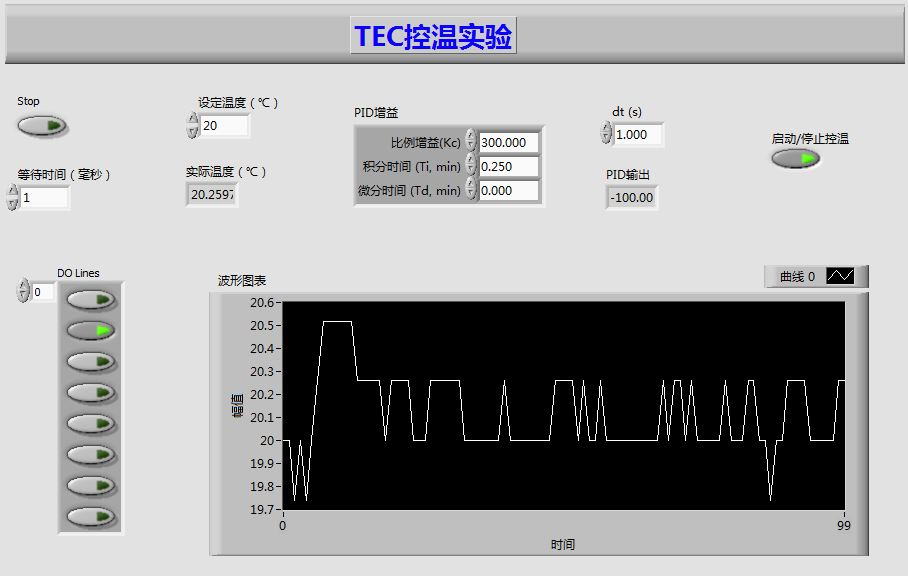 TEC控温实验
Stop
设定温度（℃）
20
PID增益
比例增益(Kc)
300.000
积分时间 (Ti, min)
0.250
微分时间 (Td, min)
0.000
dt (s)
1.000
启动/停止控温
等待时间（毫秒）
1
实际温度（℃）
20.2597
PID输出
-100.00
DO Lines
0
波形图表
曲线 0
20.6
20.5
20.4
20.3
20.2
20.1
20
19.9
19.8
19.7
幅值
0
99
时间